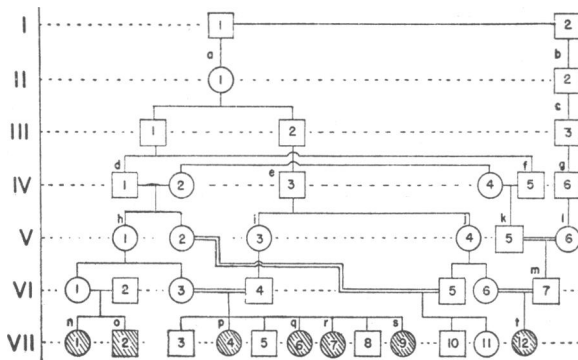 I 1 2
a b
II 1 2
c
III 1 2 3
d e f g
IV 1 2 3 4 5 6
h i j k l
V 1 2 3 4 5 6
m
VI 1 2 3 4 5 6 7
n o p q r s t
VII 1 2 3 4 5 6 7 8 9 10 11 12